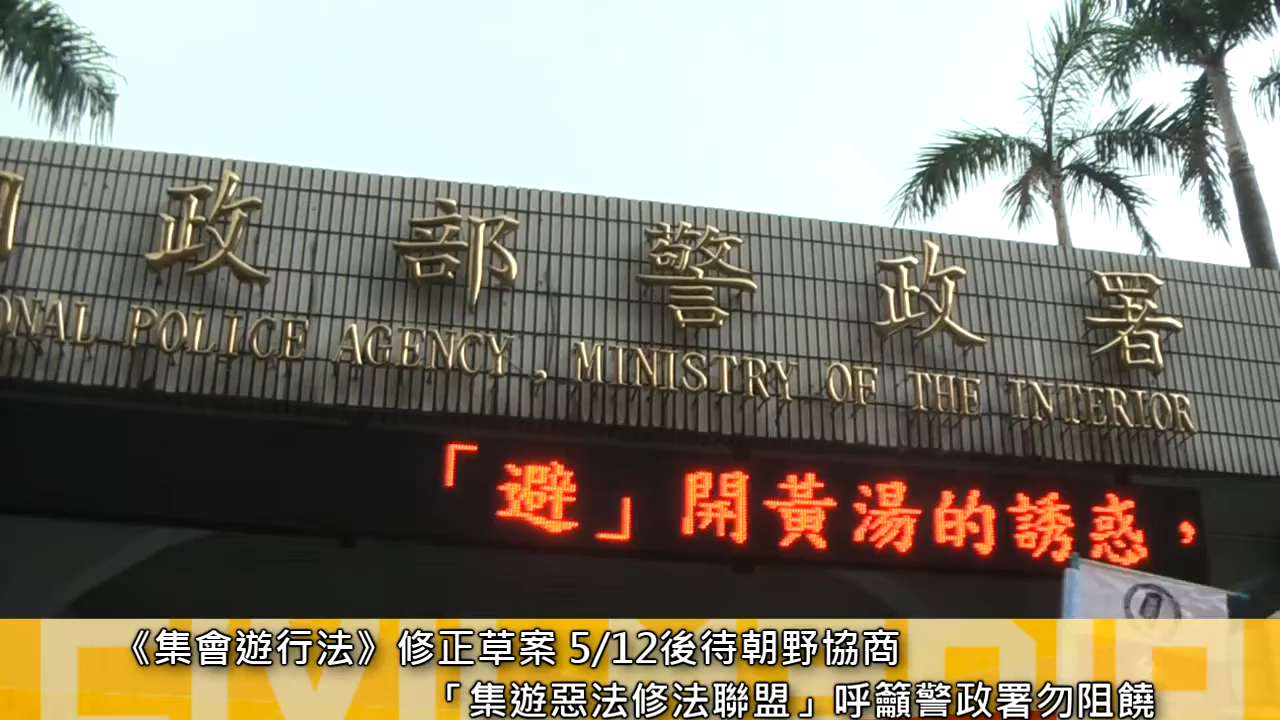 政部警政署
ONAL POLICE AGENCY, MINISTRY OF THE INTERIOR
「避」開黃湯的誘惑,
《集會遊行法》修正草案 5/12後待朝野協商
「集遊惡法修法聯盟」呼籲警政署勿阻饒